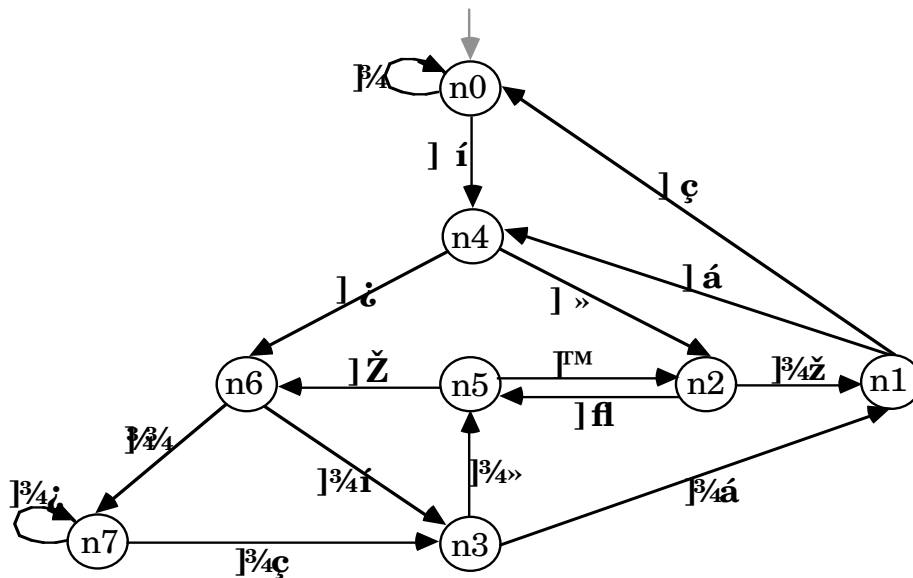 ]¾
n0
] í
] ç
n4
] á
] ¿
] »
n6
] Ž
n5
]™
n2
]¾ž
n1
] fl
]¾¾
]¾¿
]¾í
]¾»
]¾á
n7
]¾ç
n3